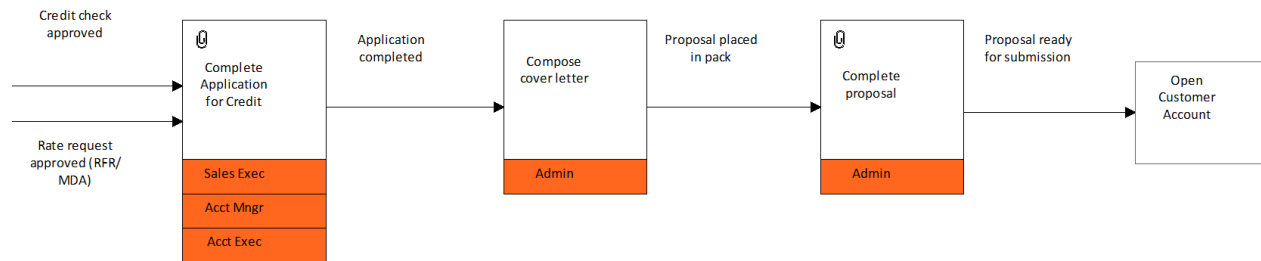 Credit check
approved
Rate request
approved (RFR/
MDA)
Complete
Application
for Credit
Sales Exec
Acct Mngr
Acct Exec
Application
completed
Compose
cover letter
Admin
Proposal placed
in pack
Complete
proposal
Admin
Proposal ready
for submission
Open
Customer
Account